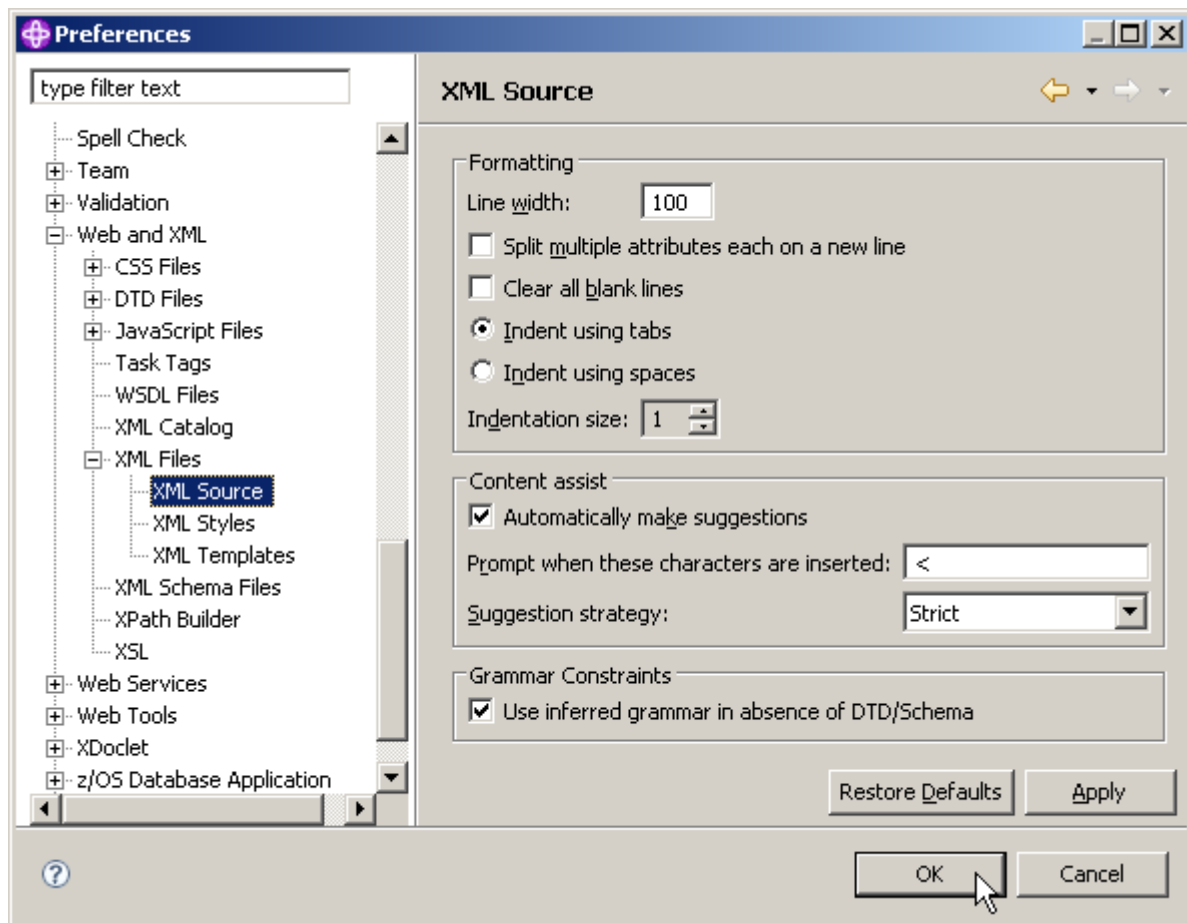 Preferences
type filter text
Spell Check
Team
Validation
Web and XML
CSS Files
DTD Files
JavaScript Files
Task Tags
WSDL Files
XML Catalog
XML Files
XML Source
XML Styles
XML Templates
XML Schema Files
XPath Builder
XSL
Web Services
Web Tools
XDoclet
z/OS Database Application
XML Source
Formatting
Line width: 100
Split multiple attributes each on a new line
Clear all blank lines
Indent using tabs
Indent using spaces
Indentation size: 1
Content assist
Automatically make suggestions
Prompt when these characters are inserted: <
Suggestion strategy: Strict
Grammar Constraints
Use inferred grammar in absence of DTD/Schema
Restore Defaults Apply
? OK Cancel